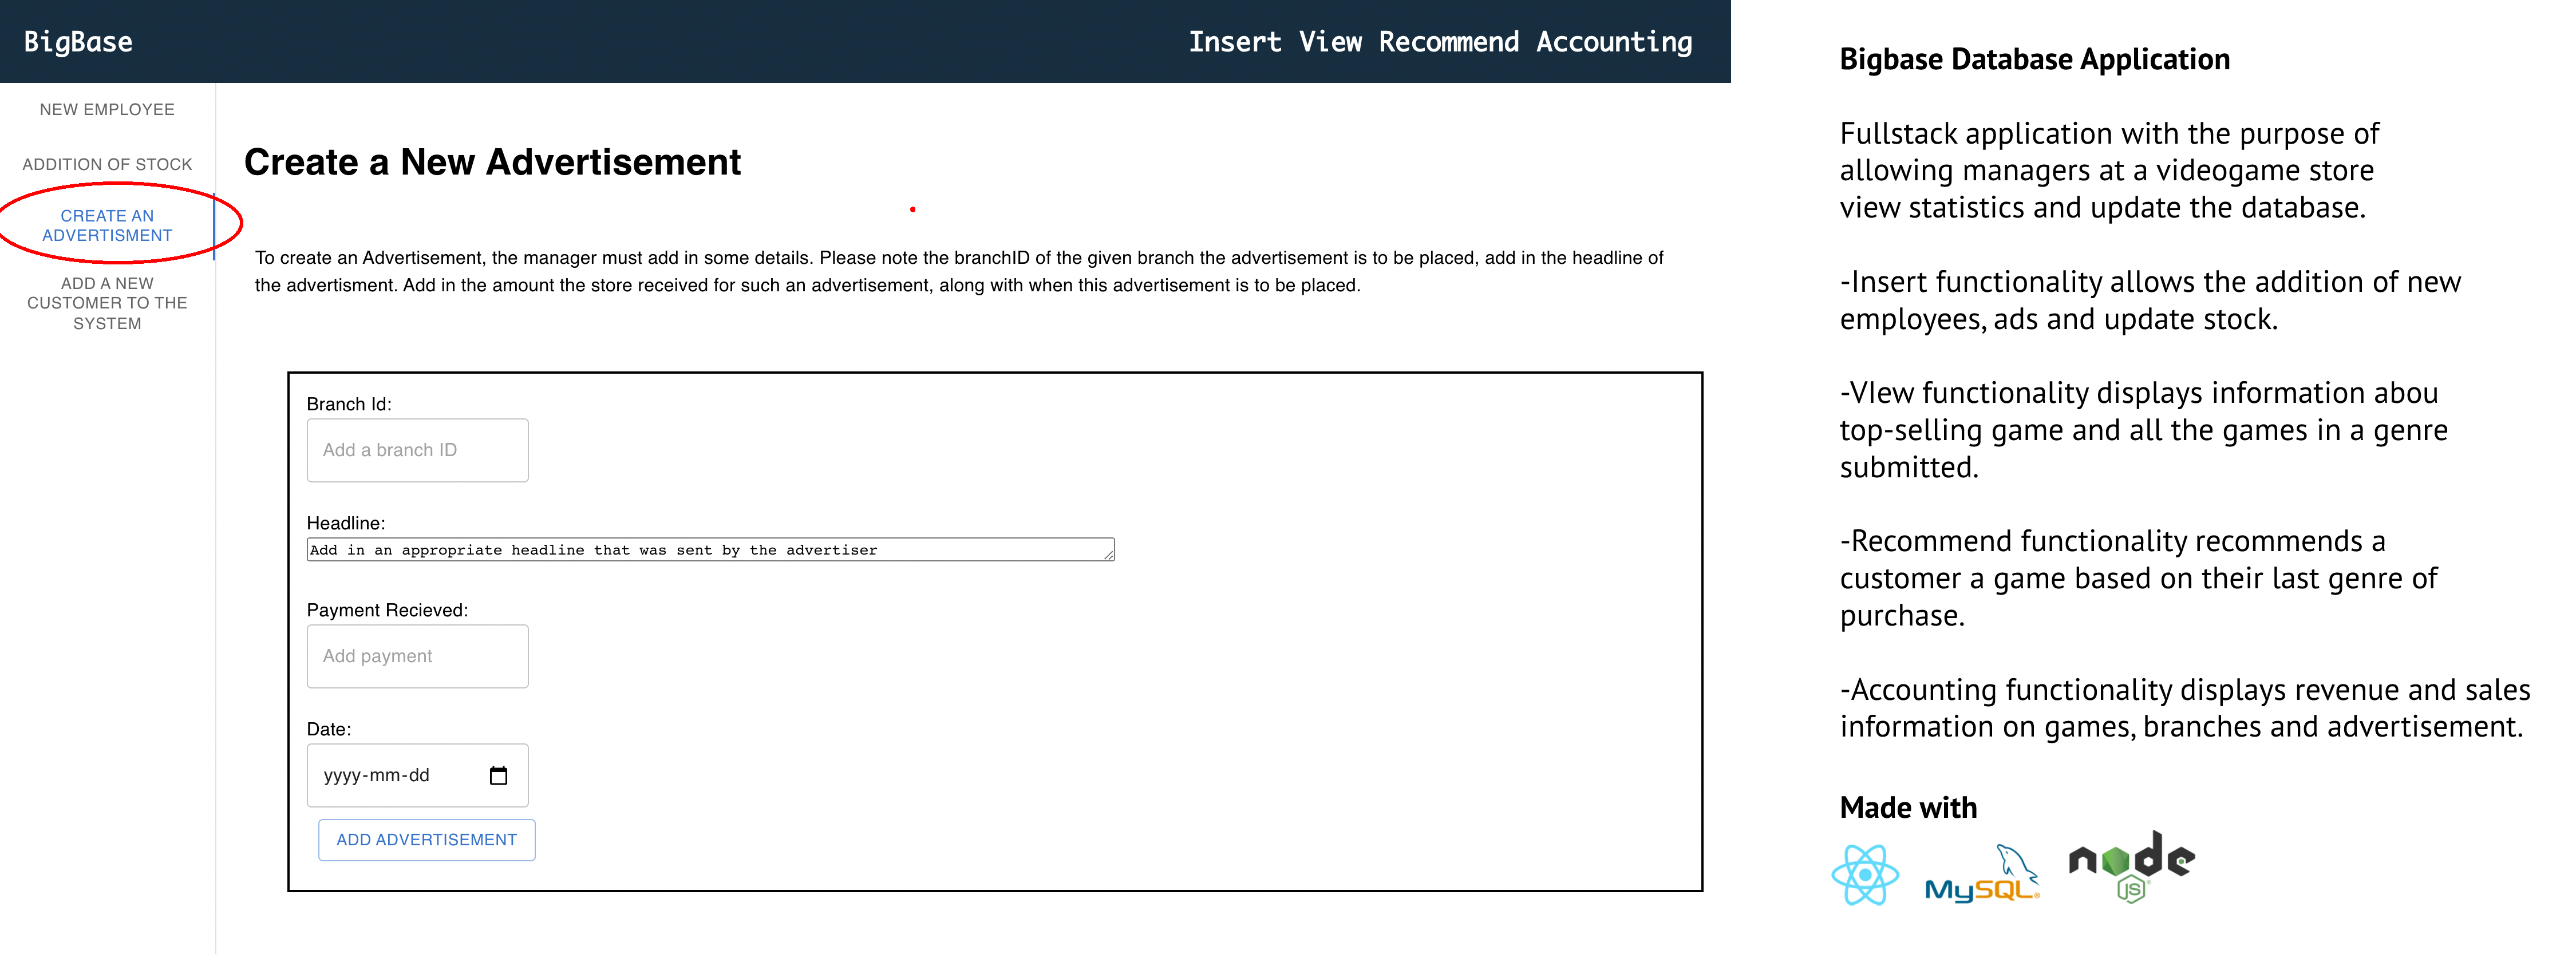 BigBase
Insert View Recommend Accounting
NEW EMPLOYEE
ADDITION OF STOCK
CREATE AN
ADVERTISMENT
ADD A NEW
CUSTOMER TO THE
SYSTEM
Create a New Advertisement
To create an Advertisement, the manager must add in some details. Please note the branchID of the given branch the advertisement is to be placed, add in the headline of
the advertisment. Add in the amount the store received for such an advertisement, along with when this advertisement is to be placed.
Branch Id:
Add a branch ID
Headline:
Add in an appropriate headline that was sent by the advertiser
Payment Recieved:
Add payment
Date:
yyyy-mm-dd
ADD ADVERTISEMENT
Bigbase Database Application
Fullstack application with the purpose of
allowing managers at a videogame store
view statistics and update the database.
-Insert functionality allows the addition of new
employees, ads and update stock.
-VIew functionality displays information abou
top-selling game and all the games in a genre
submitted.
-Recommend functionality recommends a
customer a game based on their last genre of
purchase.
-Accounting functionality displays revenue and sales
information on games, branches and advertisement.
Made with
MySQL®
node
JS®